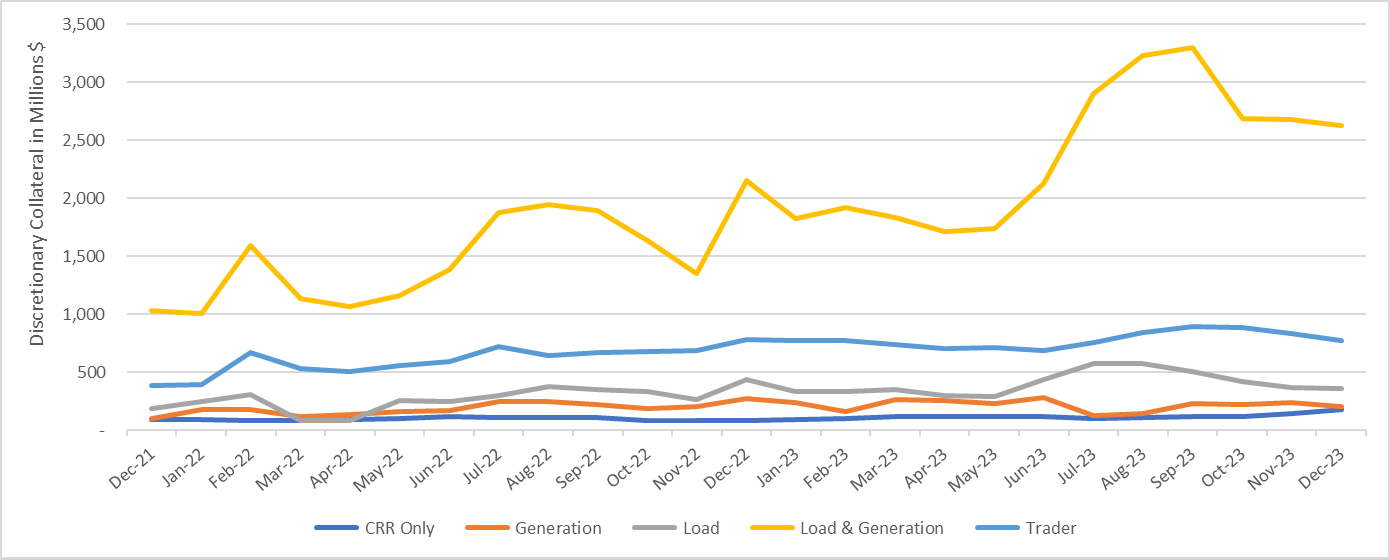 Discretionary Collateral in Millions $
3,500
3,000
2,500
2,000
1,500
1,000
500
-
Dec-21
Jan-22
Feb-22
Mar-22
Apr-22
May-22
Jun-22
Jul-22
Aug-22
Sep-22
Oct-22
Nov-22
Dec-22
Jan-23
Feb-23
Mar-23
Apr-23
May-23
Jun-23
Jul-23
Aug-23
Sep-23
Oct-23
Nov-23
Dec-23
CRR Only
Generation
Load
Load & Generation
Trader